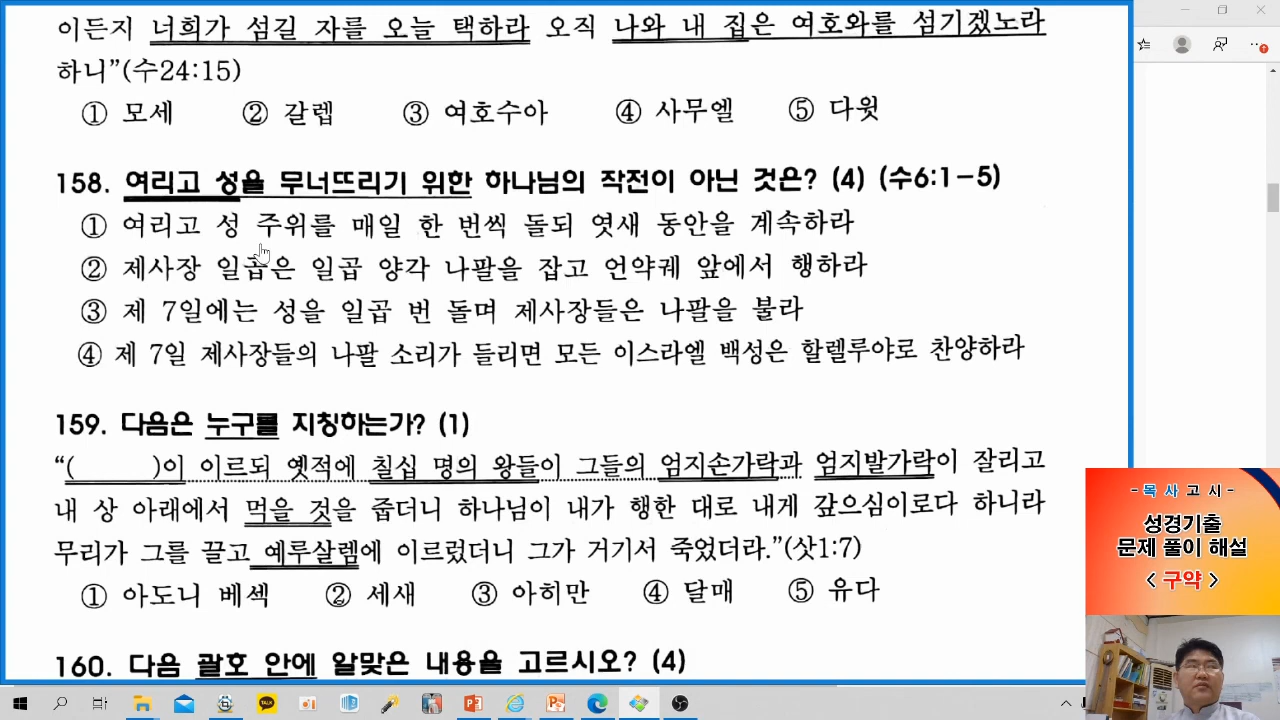 이든지 너희가 섬길 자를 오늘 택하라 오직 나와 내 집은 여호와를 섬기겠노라
하니”(수24:15)
① 모세 ② 갈렙 ③ 여호수아 ④ 사무엘 ⑤ 다윗
158. 여리고 성을 무너뜨리기 위한 하나님의 작전이 아닌 것은? (4) (수6:1-5)
① 여리고 성 주위를 매일 한 번씩 돌되 엿새 동안을 계속하라
② 제사장 일곱은 일곱 양각 나팔을 잡고 언약궤 앞에서 행하라
③ 제 7일에는 성을 일곱 번 돌며 제사장들은 나팔을 불라
④ 제 7일 제사장들의 나팔 소리가 들리면 모든 이스라엘 백성은 할렐루야로 찬양하라
159. 다음은 누구를 지칭하는가? (1)
“( )이 이르되 옛적에 칠십 명의 왕들이 그들의 엄지손가락과 엄지발가락이 잘리고
내 상 아래에서 먹을 것을 줍더니 하나님이 내가 행한 대로 내게 갚으심이로다 하니라
무리가 그를 끌고 예루살렘에 이르렀더니 그가 거기서 죽었더라.”(삿1:7)
① 아도니 베섹 ② 세새 ③ 아히만 ④ 달매 ⑤ 유다
160. 다음 괄호 안에 알맞은 내용을 고르시오? (4)
- 목 사 고 시 -
성경기출
문제 풀이 해설
< 구약 >
TALK